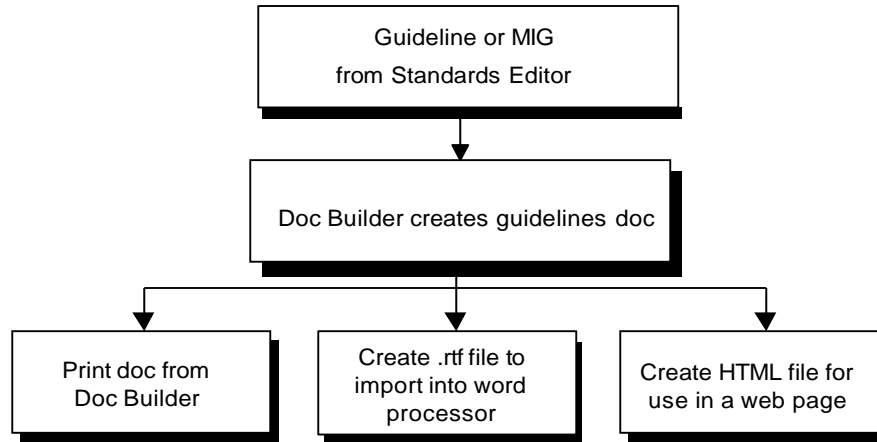 Guideline or MIG
from Standards Editor
Doc Builder creates guidelines doc
Print doc from
Doc Builder
Create .rtf file to
import into word
processor
Create HTML file for
use in a web page